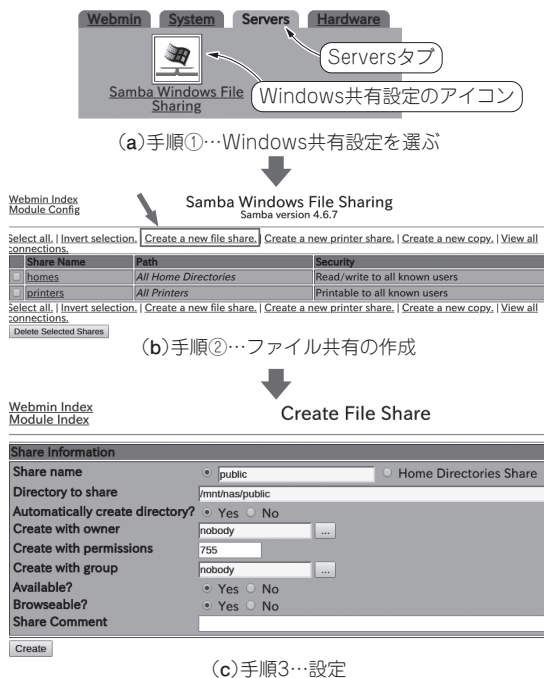 Webmin System Servers Hardware
Serversタブ
Samba Windows File
Sharing
Windows共有設定のアイコン
(a)手順①…Windows共有設定を選ぶ
Webmin Index
Module Config
Samba Windows File Sharing
Samba version 4.6.7
Select all. | Invert selection. | Create a new file share. | Create a new printer share. | Create a new copy. | View all
connections.
Share Name Path Security
homes All Home Directories Read/write to all known users
printers All Printers Printable to all known users
Select all. | Invert selection. | Create a new file share. | Create a new printer share. | Create a new copy. | View all
connections.
Delete Selected Shares
(b)手順②…ファイル共有の作成
Webmin Index
Module Index
Create File Share
Share Information
Share name public Home Directories Share
Directory to share /mnt/nas/public
Automatically create directory? Yes No
Create with owner nobody ...
Create with permissions 755
Create with group nobody ...
Available? Yes No
Browseable? Yes No
Share Comment
Create
(c)手順3…設定